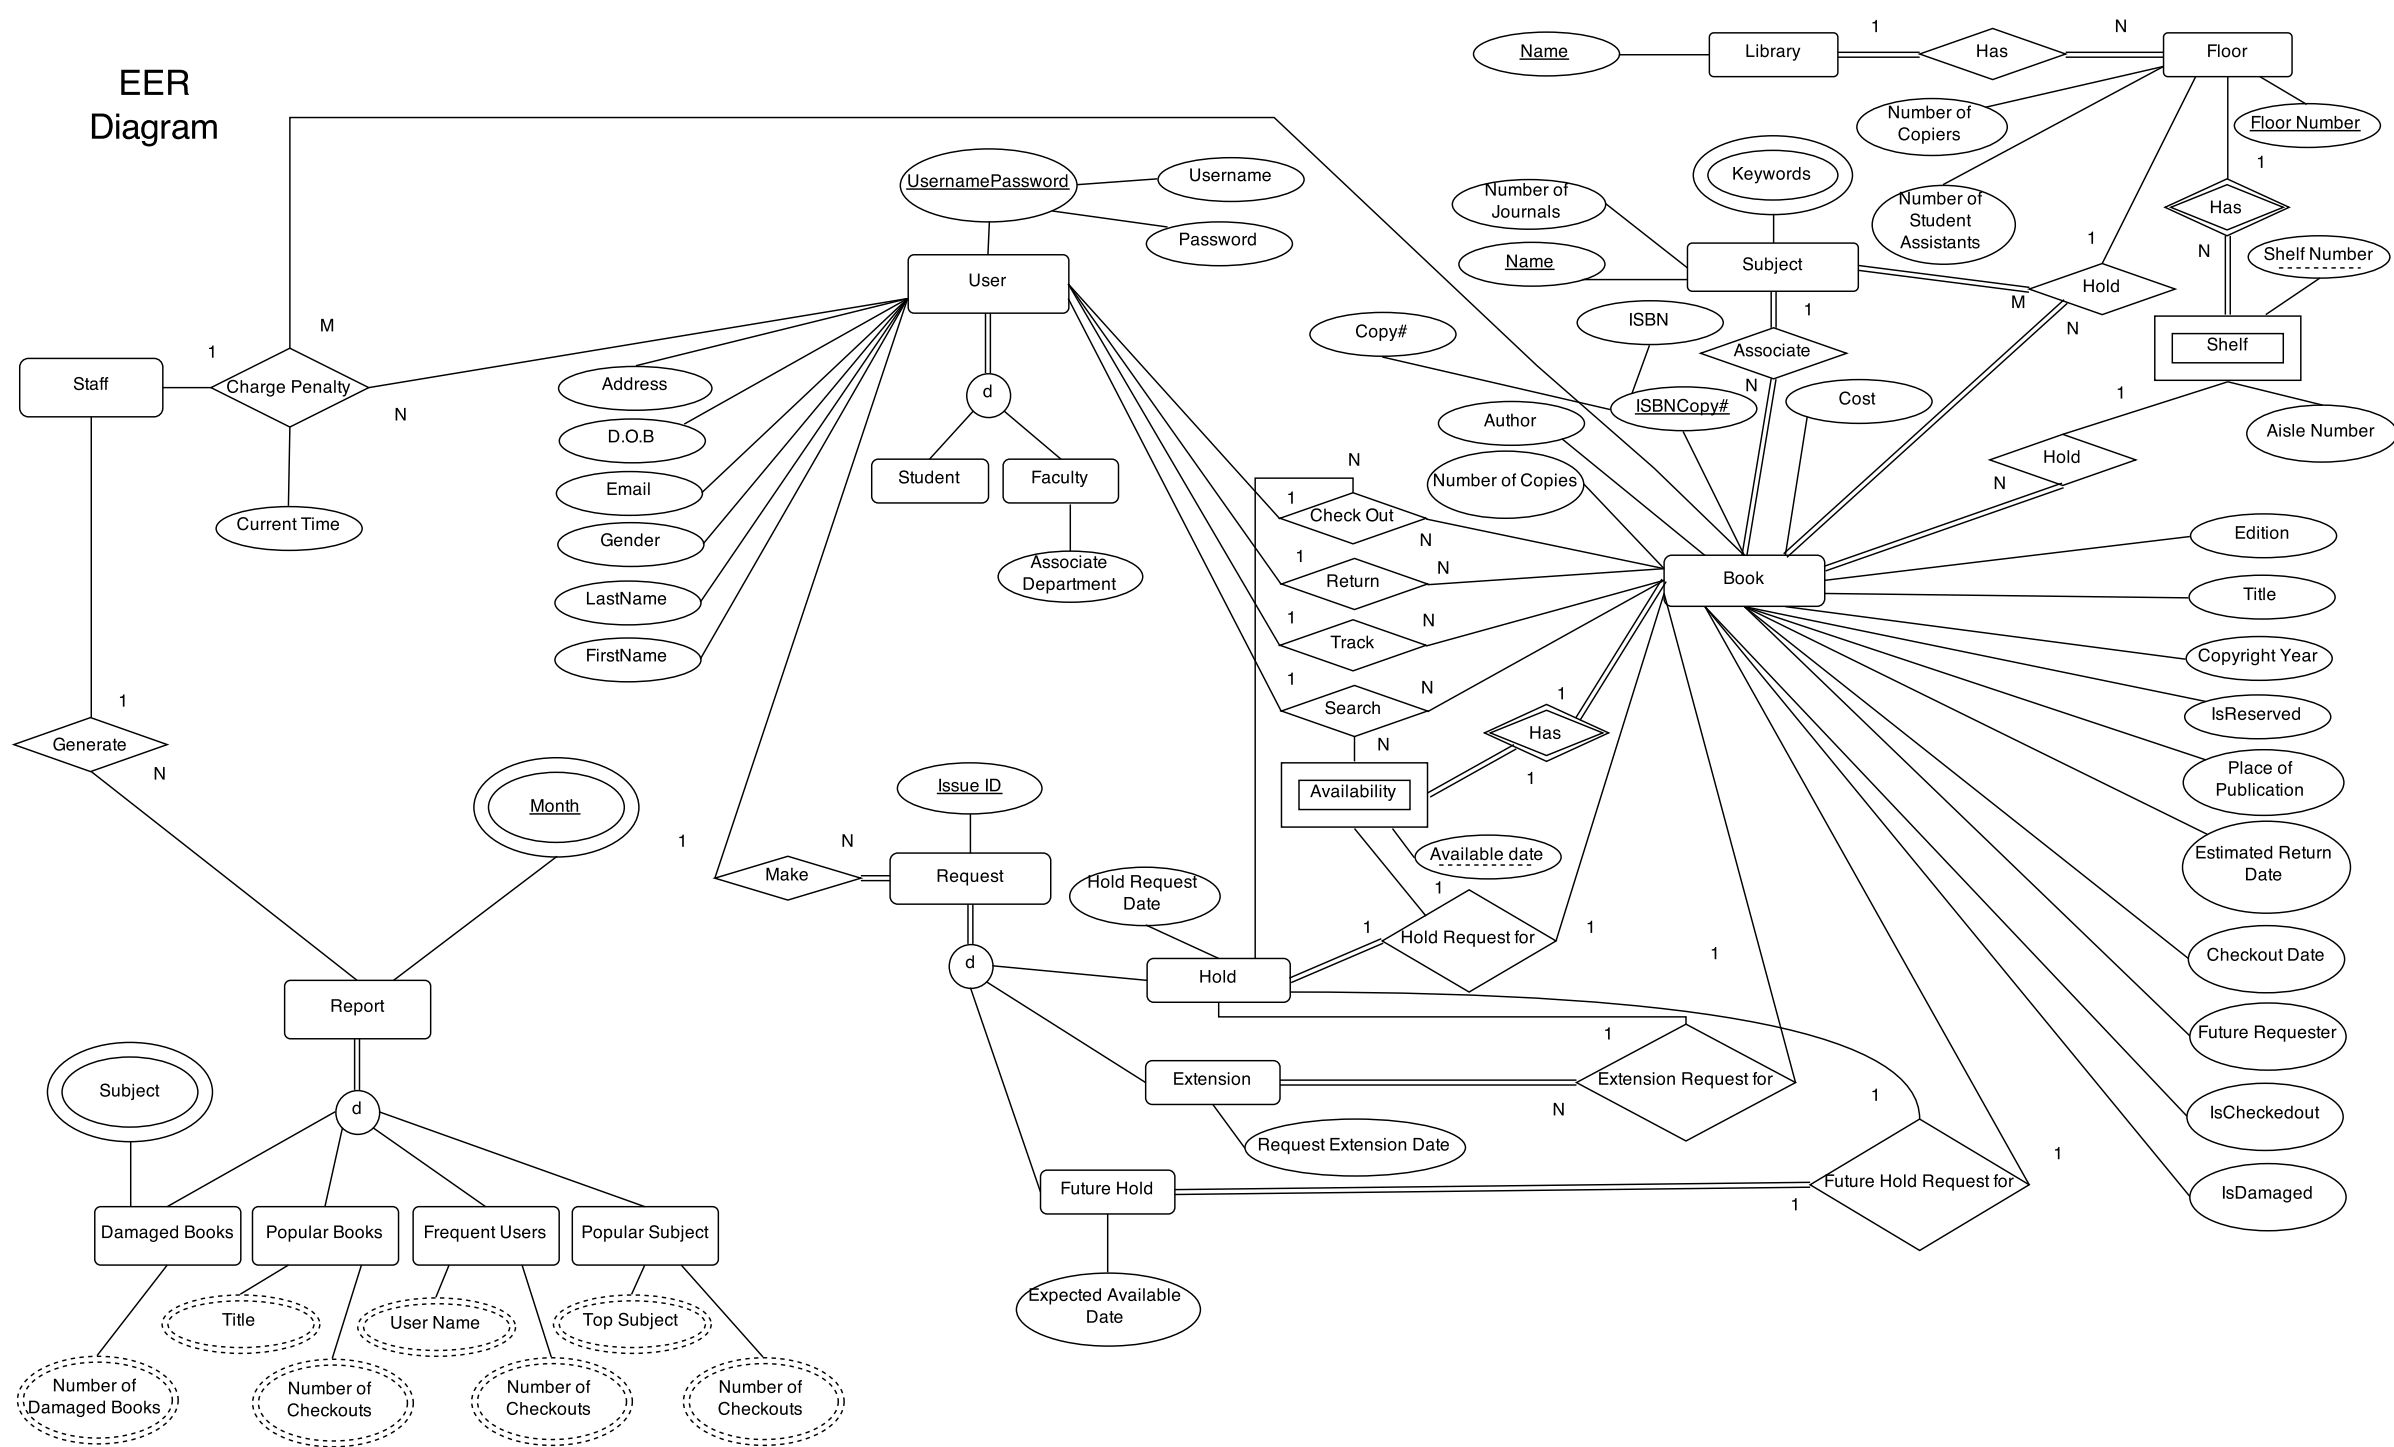 EER
Diagram
Name
Library
1
Has
N
Floor
Number of
Copiers
Floor Number
Number of
Student
Assistants
1
Has
N
Shelf Number
Shelf
Aisle Number
1
Hold
N
Keywords
Number of
Journals
Name
Subject
1
Hold
M
N
1
Associate
N
UsernamePassword
Username
Password
User
d
Student
Faculty
Associate
Department
Address
D.O.B
Email
Gender
LastName
FirstName
Staff
1
M
Charge Penalty
N
Current Time
1
Generate
N
Month
Report
d
Subject
Damaged Books
Popular Books
Frequent Users
Popular Subject
Title
User Name
Top Subject
Number of
Damaged Books
Number of
Checkouts
Number of
Checkouts
Number of
Checkouts
Copy#
ISBN
ISBNCopy#
Cost
Author
Number of Copies
Book
Edition
Title
Copyright Year
IsReserved
Place of
Publication
Estimated Return
Date
Checkout Date
Future Requester
IsCheckedout
IsDamaged
N
1
Check Out
N
1
Return
N
1
Track
N
1
Search
N
N
1
Has
1
Availability
Available date
1
Make
N
Issue ID
Request
d
Hold Request
Date
Hold
1
1
Hold Request for
1
1
Extension
1
Extension Request for
N
Request Extension Date
Future Hold
1
Future Hold Request for
1
1
Expected Available
Date